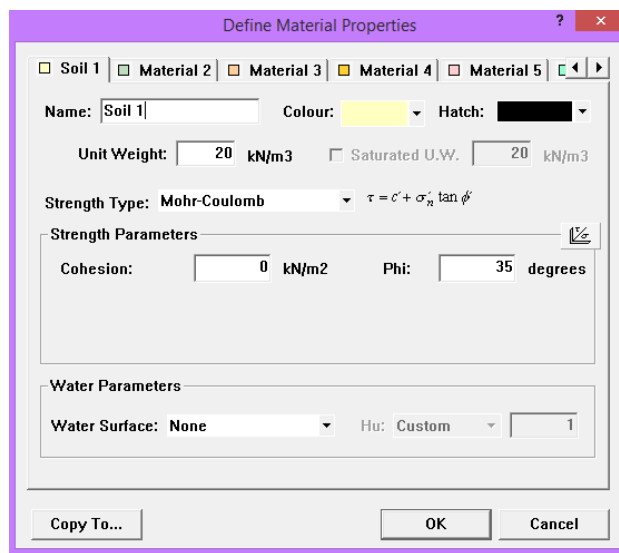 Define Material Properties ? ×
Soil 1 Material 2 Material 3 Material 4 Material 5
Name: Soil 1 Colour: Hatch:
Unit Weight: 20 kN/m3 Saturated U.W. 20 kN/m3
Strength Type: Mohr-Coulomb τ = c′ + σ′n tan ϕ′
Strength Parameters τ/σ
Cohesion: 0 kN/m2 Phi: 35 degrees
Water Parameters
Water Surface: None Hu: Custom 1
Copy To... OK Cancel